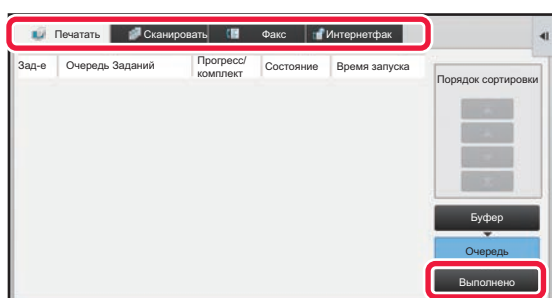 Печатать Сканировать Факс Интернетфак
Зад-е Очередь Заданий Прогресс/ Состояние Время запуска
комплект
Порядок сортировки
Буфер
Очередь
Выполнено